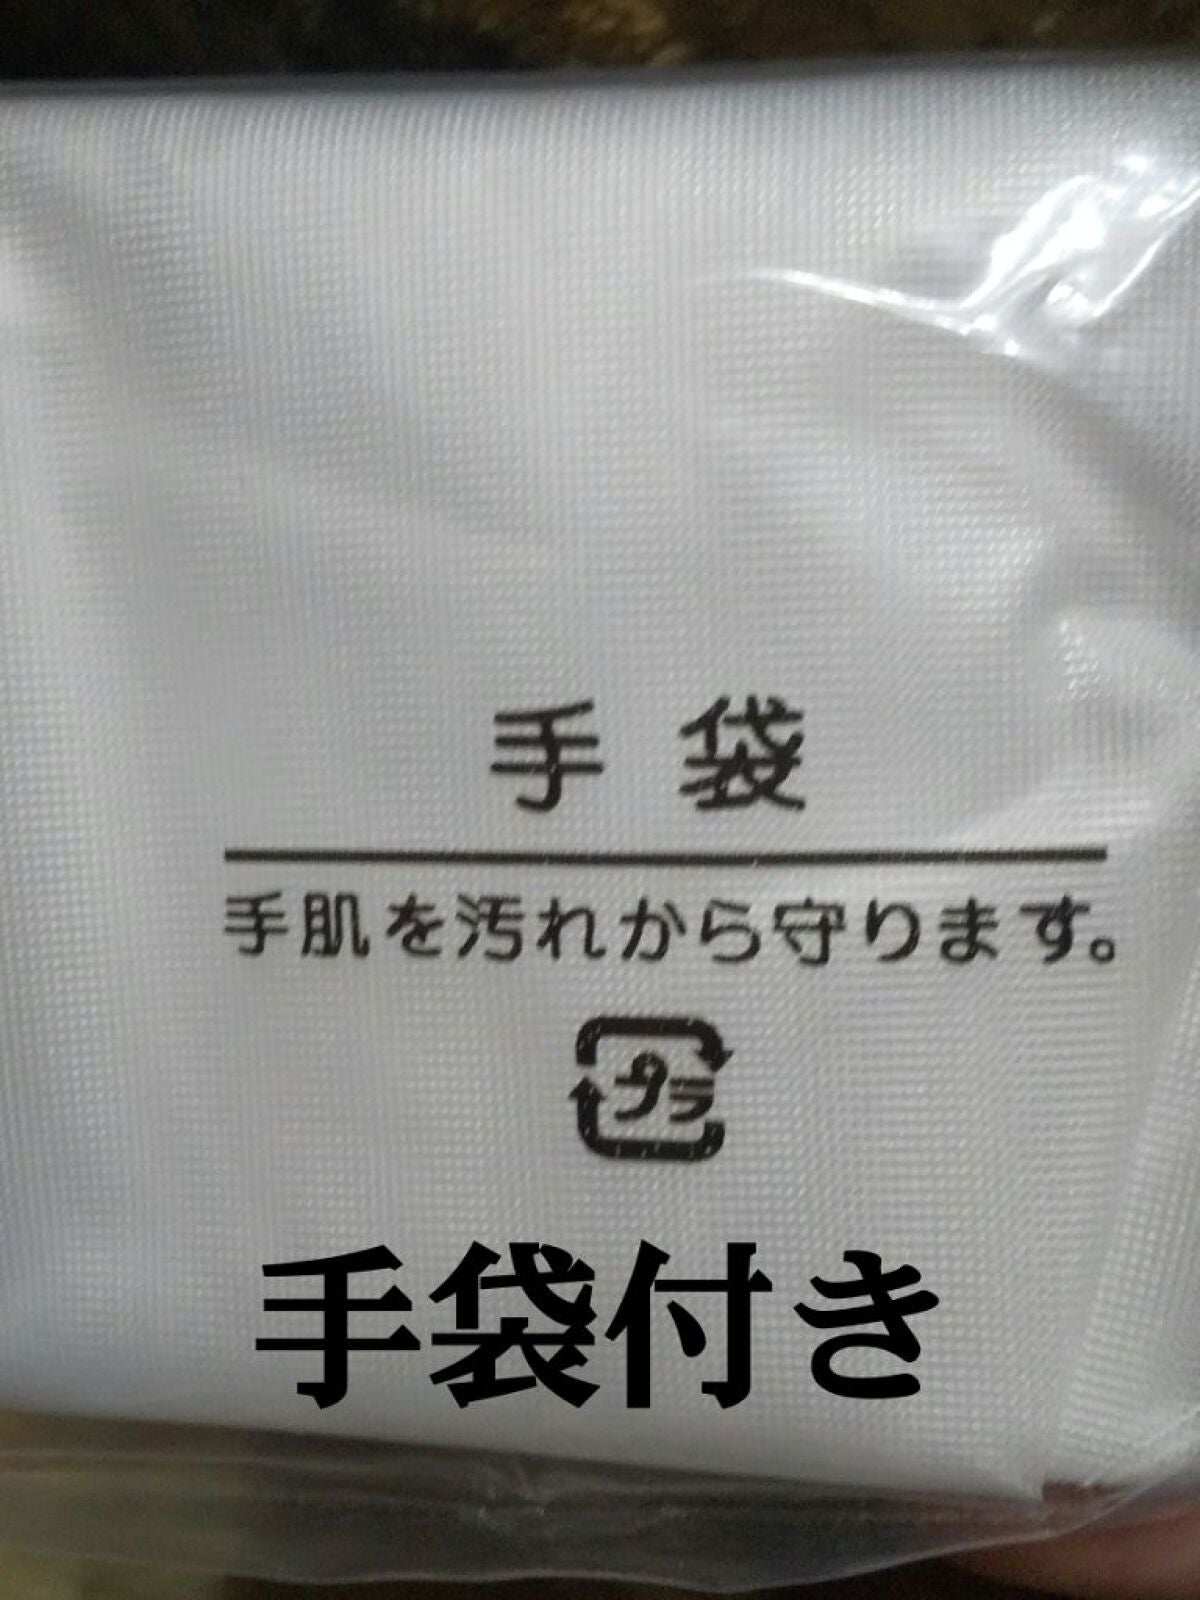 手袋
手肌を汚れから守ります。
プラ
手袋付き